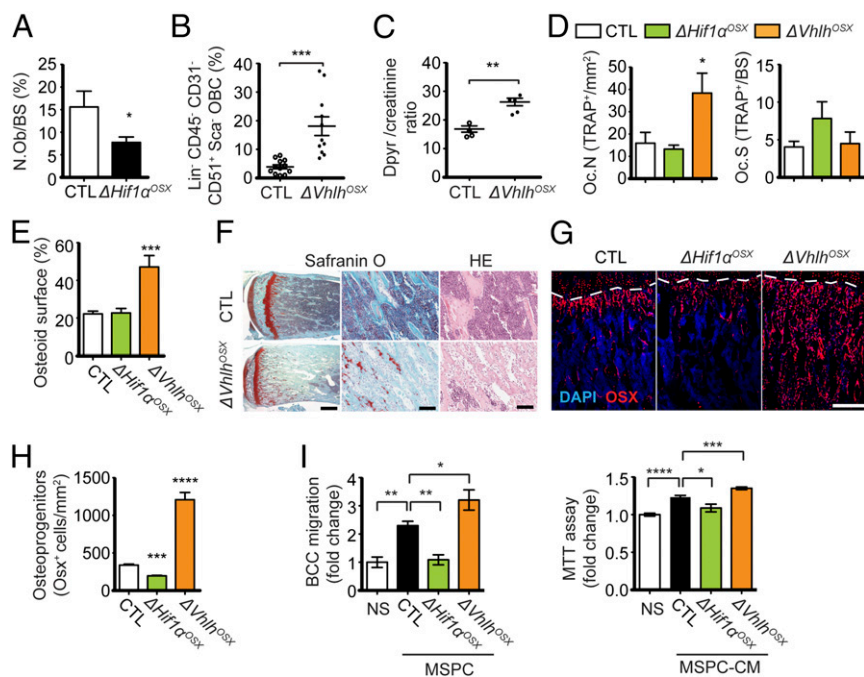 A
N.Ob/BS (%)
20
15
10
5
0
*
CTL ΔHif1α^OSX
B
Lin⁻ CD45⁻ CD31⁻
CD51⁺ Sca⁻ OBC (%)
50
40
30
20
10
0
***
CTL ΔVhlh^OSX
C
Dpyr /creatinine
ratio
40
30
20
10
0
**
CTL ΔVhlh^OSX
D
CTL ΔHif1α^OSX ΔVhlh^OSX
Oc.N (TRAP⁺/mm²)
50
40
30
20
10
0
*
Oc.S (TRAP⁺/BS)
15
10
5
0
E
Osteoid surface (%)
60
40
20
0
***
CTL
ΔHif1α^OSX
ΔVhlh^OSX
F
Safranin O HE
CTL
ΔVhlh^OSX
G
CTL ΔHif1α^OSX ΔVhlh^OSX
DAPI OSX
H
Osteoprogenitors
(Osx⁺ cells/mm²)
1500
1000
500
0
***
****
CTL
ΔHif1α^OSX
ΔVhlh^OSX
I
BCC migration
(fold change)
4
3
2
1
0
*
** **
NS
CTL
ΔHif1α^OSX
ΔVhlh^OSX
MSPC
MTT assay
(fold change)
1.5
1.0
0.5
0.0
***
**** *
NS
CTL
ΔHif1α^OSX
ΔVhlh^OSX
MSPC-CM